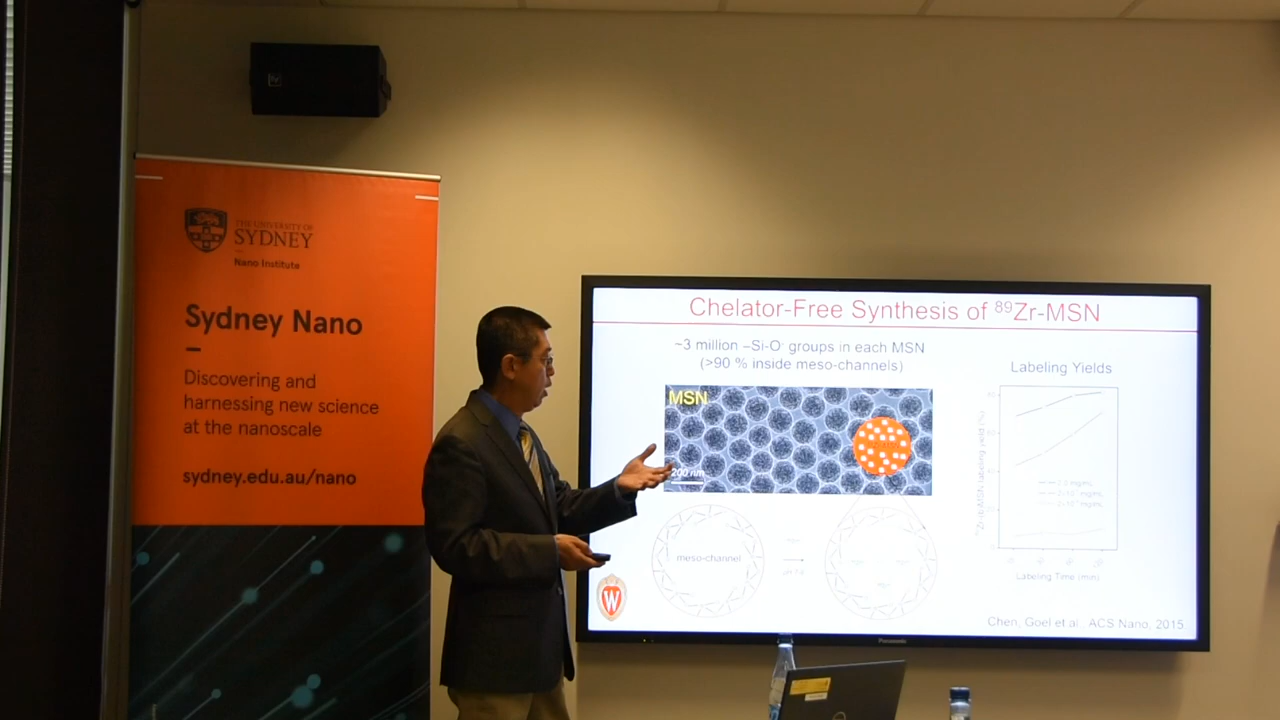 THE UNIVERSITY OF
SYDNEY
Nano Institute
Sydney Nano
Discovering and
harnessing new science
at the nanoscale
sydney.edu.au/nano
Chelator-Free Synthesis of ⁸⁹Zr-MSN
~3 million –Si-O⁻ groups in each MSN
(>90 % inside meso-channels)
MSN
200 nm
meso-channel
W
Labeling Yields
Labeling Time (min)
Chen, Goel et al., ACS Nano, 2015
Panasonic